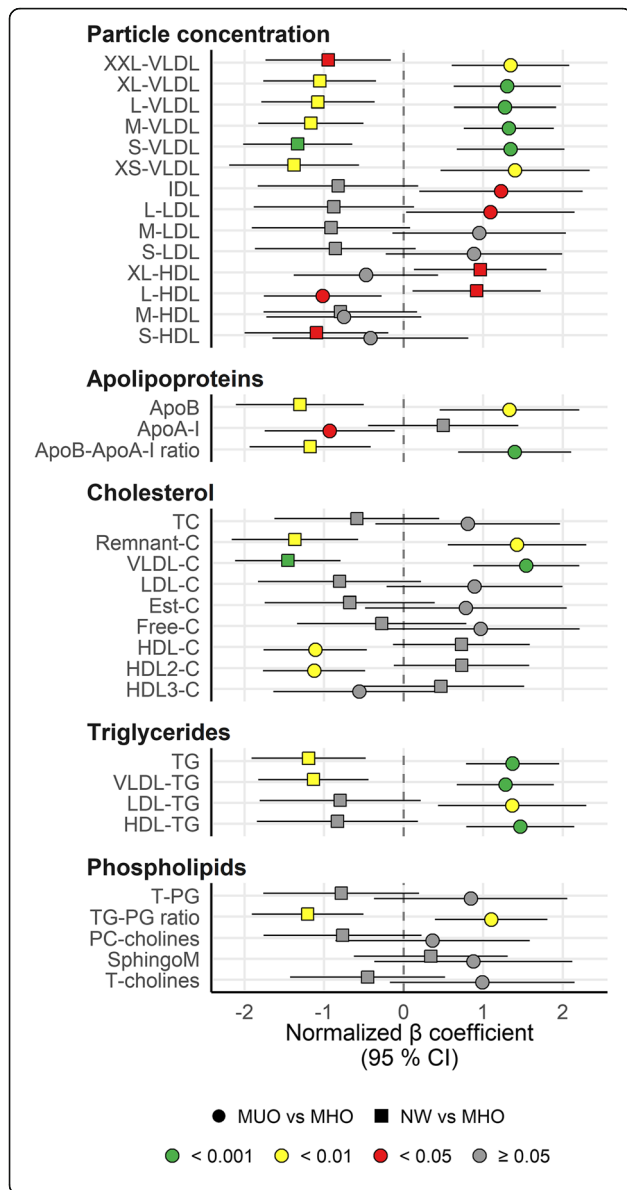 Particle concentration
XXL-VLDL
XL-VLDL
L-VLDL
M-VLDL
S-VLDL
XS-VLDL
IDL
L-LDL
M-LDL
S-LDL
XL-HDL
L-HDL
M-HDL
S-HDL
Apolipoproteins
ApoB
ApoA-I
ApoB-ApoA-I ratio
Cholesterol
TC
Remnant-C
VLDL-C
LDL-C
Est-C
Free-C
HDL-C
HDL2-C
HDL3-C
Triglycerides
TG
VLDL-TG
LDL-TG
HDL-TG
Phospholipids
T-PG
TG-PG ratio
PC-cholines
SphingoM
T-cholines
-2 -1 0 1 2
Normalized β coefficient
(95 % CI)
MUO vs MHO NW vs MHO
< 0.001 < 0.01 < 0.05 ≥ 0.05